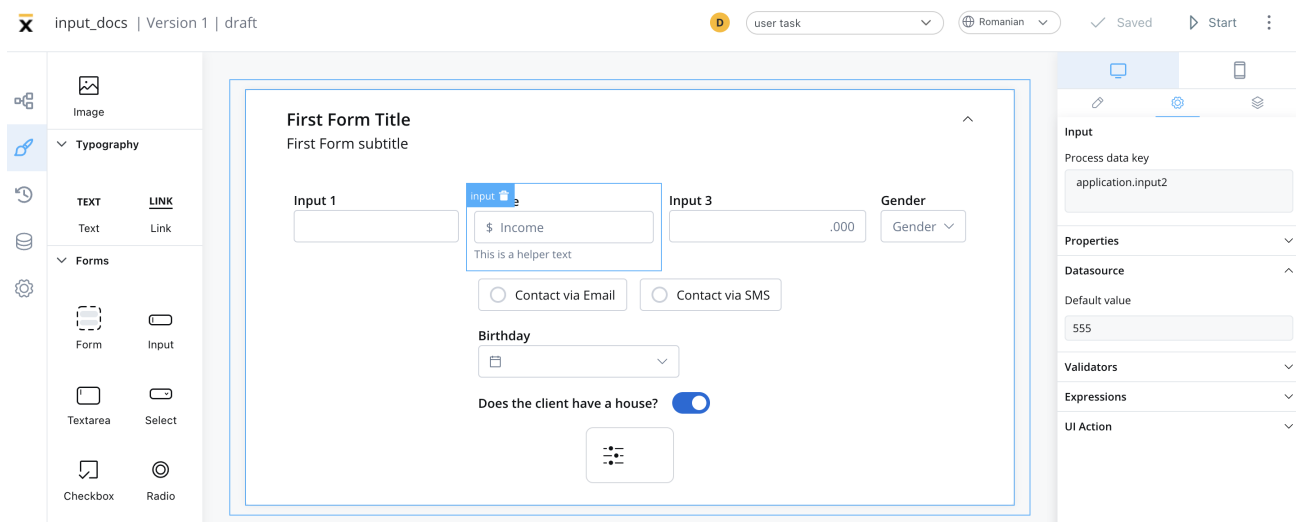 input_docs | Version 1 | draft
D
user task
Romanian
Saved
Start
Image
Typography
TEXT
LINK
Text
Link
Forms
Form
Input
Textarea
Select
Checkbox
Radio
First Form Title
First Form subtitle
Input 1
input
$ Income
This is a helper text
Input 3
.000
Gender
Gender
Contact via Email
Contact via SMS
Birthday
Does the client have a house?
Input
Process data key
application.input2
Properties
Datasource
Default value
555
Validators
Expressions
UI Action